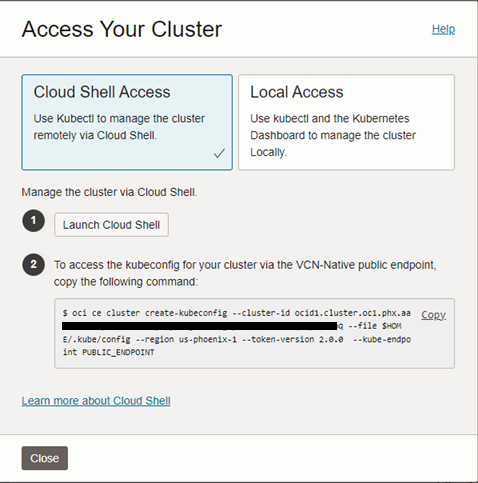 Access Your Cluster
Help
Cloud Shell Access
Use Kubectl to manage the cluster
remotely via Cloud Shell.
Local Access
Use kubectl and the Kubernetes
Dashboard to manage the cluster
Locally.
Manage the cluster via Cloud Shell.
1
Launch Cloud Shell
2
To access the kubeconfig for your cluster via the VCN-Native public endpoint,
copy the following command:
$ oci ce cluster create-kubeconfig --cluster-id ocid1.cluster.oc1.phx.aa
Copy
q --file $HOM
E/.kube/config --region us-phoenix-1 --token-version 2.0.0  --kube-endpo
int PUBLIC_ENDPOINT
Learn more about Cloud Shell
Close